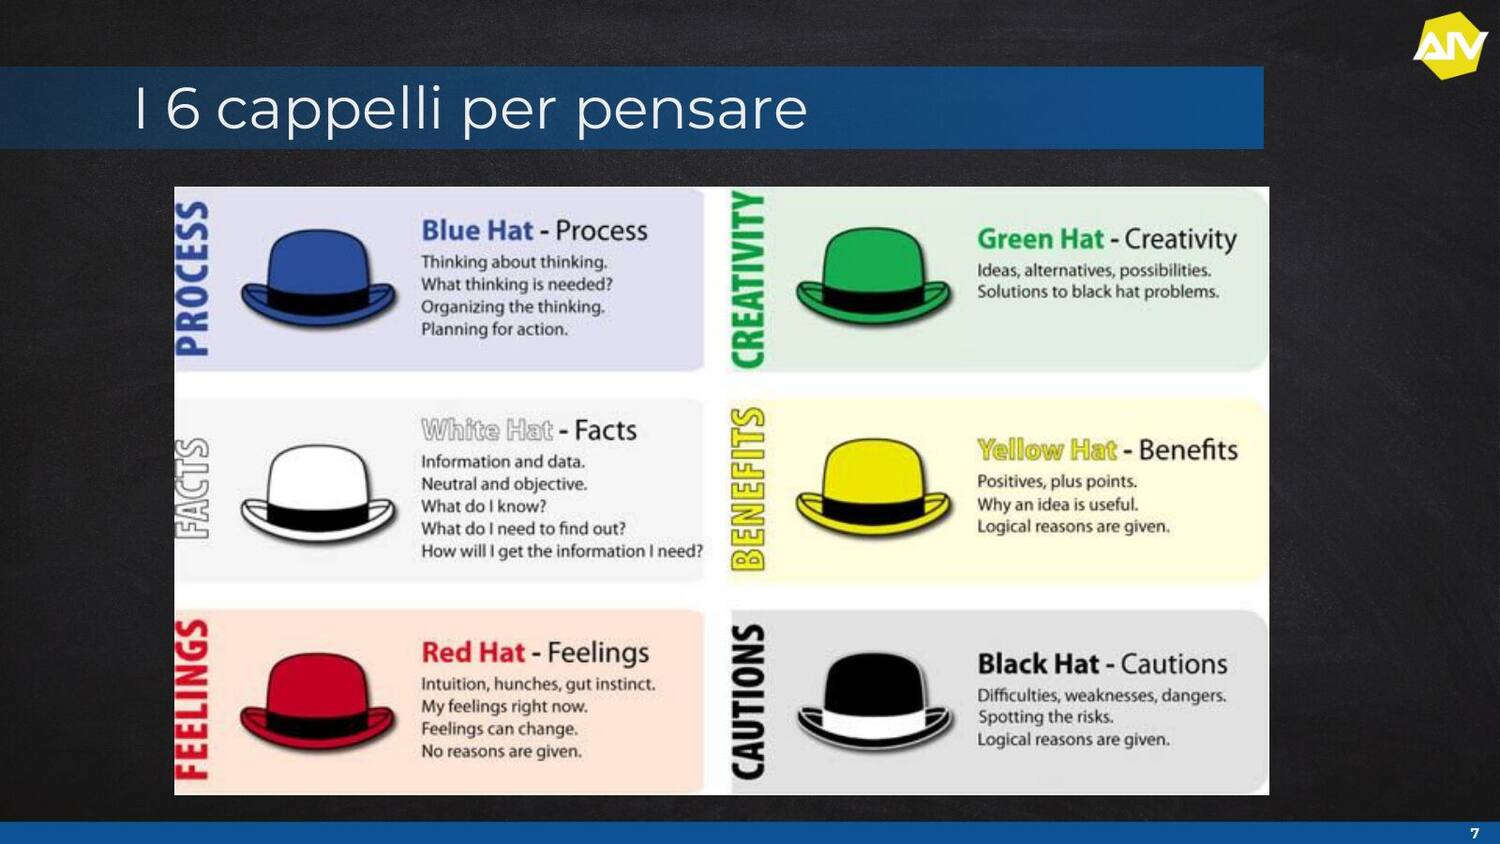 AIV
I 6 cappelli per pensare
PROCESS
Blue Hat - Process
Thinking about thinking.
What thinking is needed?
Organizing the thinking.
Planning for action.
CREATIVITY
Green Hat - Creativity
Ideas, alternatives, possibilities.
Solutions to black hat problems.
FACTS
White Hat - Facts
Information and data.
Neutral and objective.
What do I know?
What do I need to find out?
How will I get the information I need?
BENEFITS
Yellow Hat - Benefits
Positives, plus points.
Why an idea is useful.
Logical reasons are given.
FEELINGS
Red Hat - Feelings
Intuition, hunches, gut instinct.
My feelings right now.
Feelings can change.
No reasons are given.
CAUTIONS
Black Hat - Cautions
Difficulties, weaknesses, dangers.
Spotting the risks.
Logical reasons are given.
7